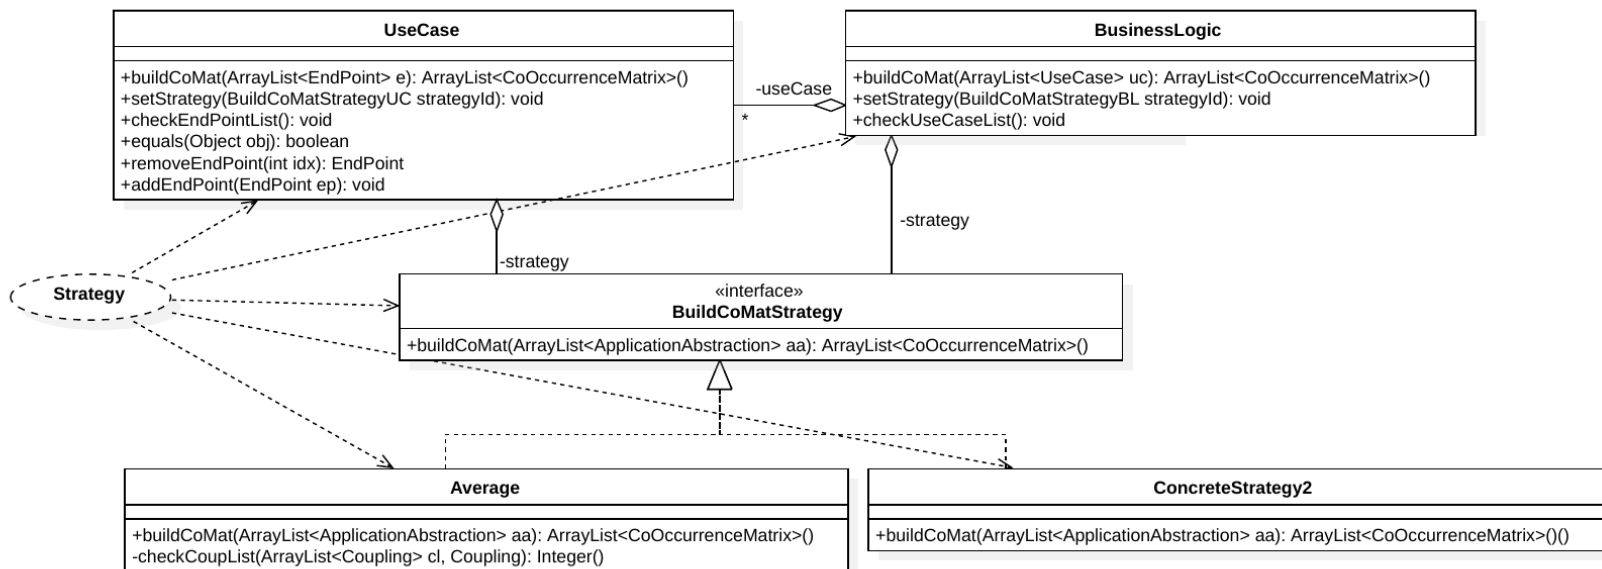 UseCase
+buildCoMat(ArrayList<EndPoint> e): ArrayList<CoOccurrenceMatrix>()
+setStrategy(BuildCoMatStrategyUC strategyId): void
+checkEndPointList(): void
+equals(Object obj): boolean
+removeEndPoint(int idx): EndPoint
+addEndPoint(EndPoint ep): void
-useCase
*
BusinessLogic
+buildCoMat(ArrayList<UseCase> uc): ArrayList<CoOccurrenceMatrix>()
+setStrategy(BuildCoMatStrategyBL strategyId): void
+checkUseCaseList(): void
-strategy
-strategy
Strategy
«interface»
BuildCoMatStrategy
+buildCoMat(ArrayList<ApplicationAbstraction> aa): ArrayList<CoOccurrenceMatrix>()
Average
+buildCoMat(ArrayList<ApplicationAbstraction> aa): ArrayList<CoOccurrenceMatrix>()
-checkCoupList(ArrayList<Coupling> cl, Coupling): Integer()
ConcreteStrategy2
+buildCoMat(ArrayList<ApplicationAbstraction> aa): ArrayList<CoOccurrenceMatrix>()()